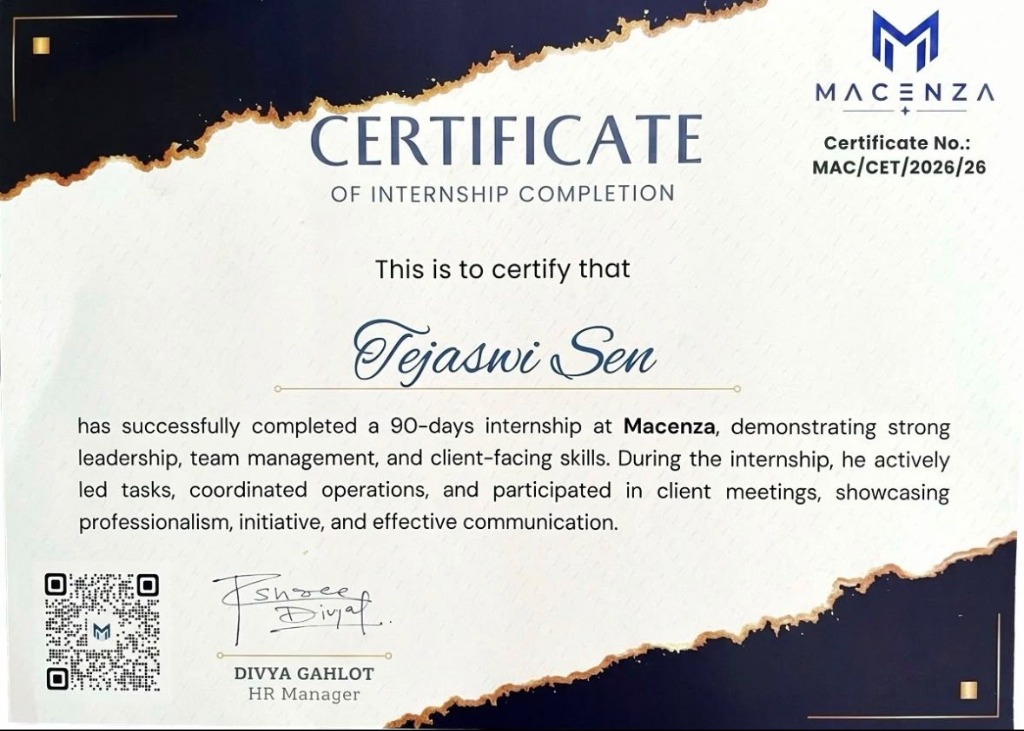 MACENZA
Certificate No.:
MAC/CET/2026/26
CERTIFICATE
OF INTERNSHIP COMPLETION
This is to certify that
Tejaswi Sen
has successfully completed a 90-days internship at Macenza, demonstrating strong
leadership, team management, and client-facing skills. During the internship, he actively
led tasks, coordinated operations, and participated in client meetings, showcasing
professionalism, initiative, and effective communication.
DIVYA GAHLOT
HR Manager